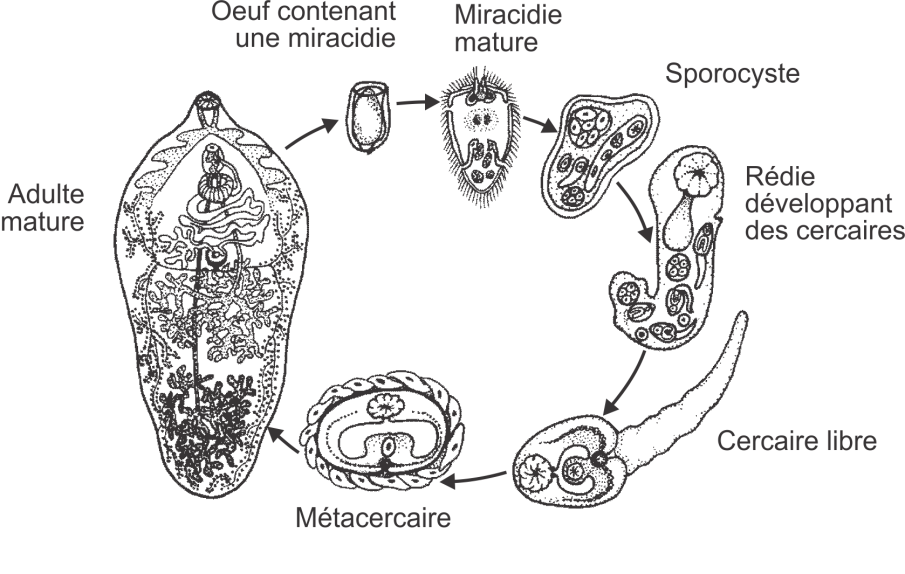 Oeuf contenant
une miracidie
Miracidie
mature
Sporocyste
Rédie
développant
des cercaires
Cercaire libre
Métacercaire
Adulte
mature